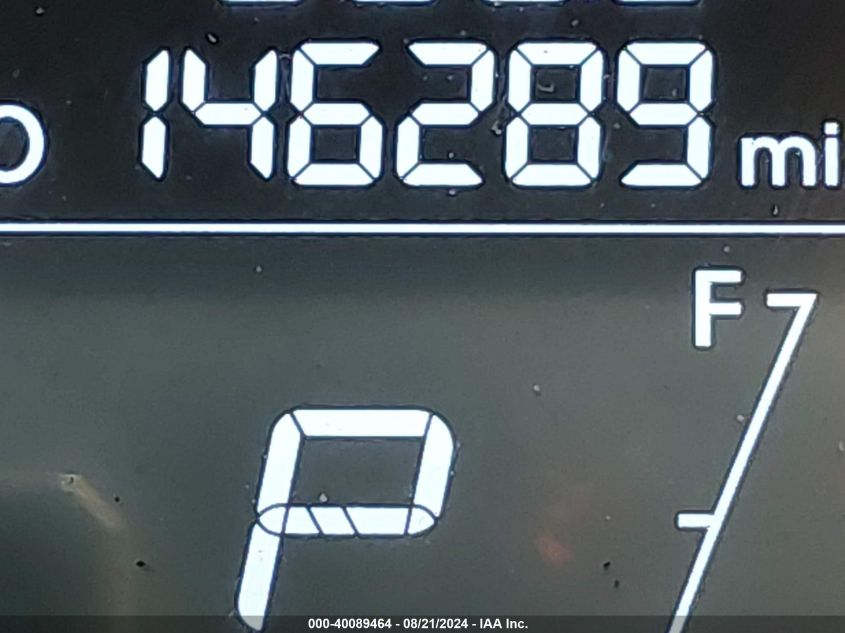 O 146289 mi
F
P
000-40089464 - 08/21/2024 - IAA Inc.